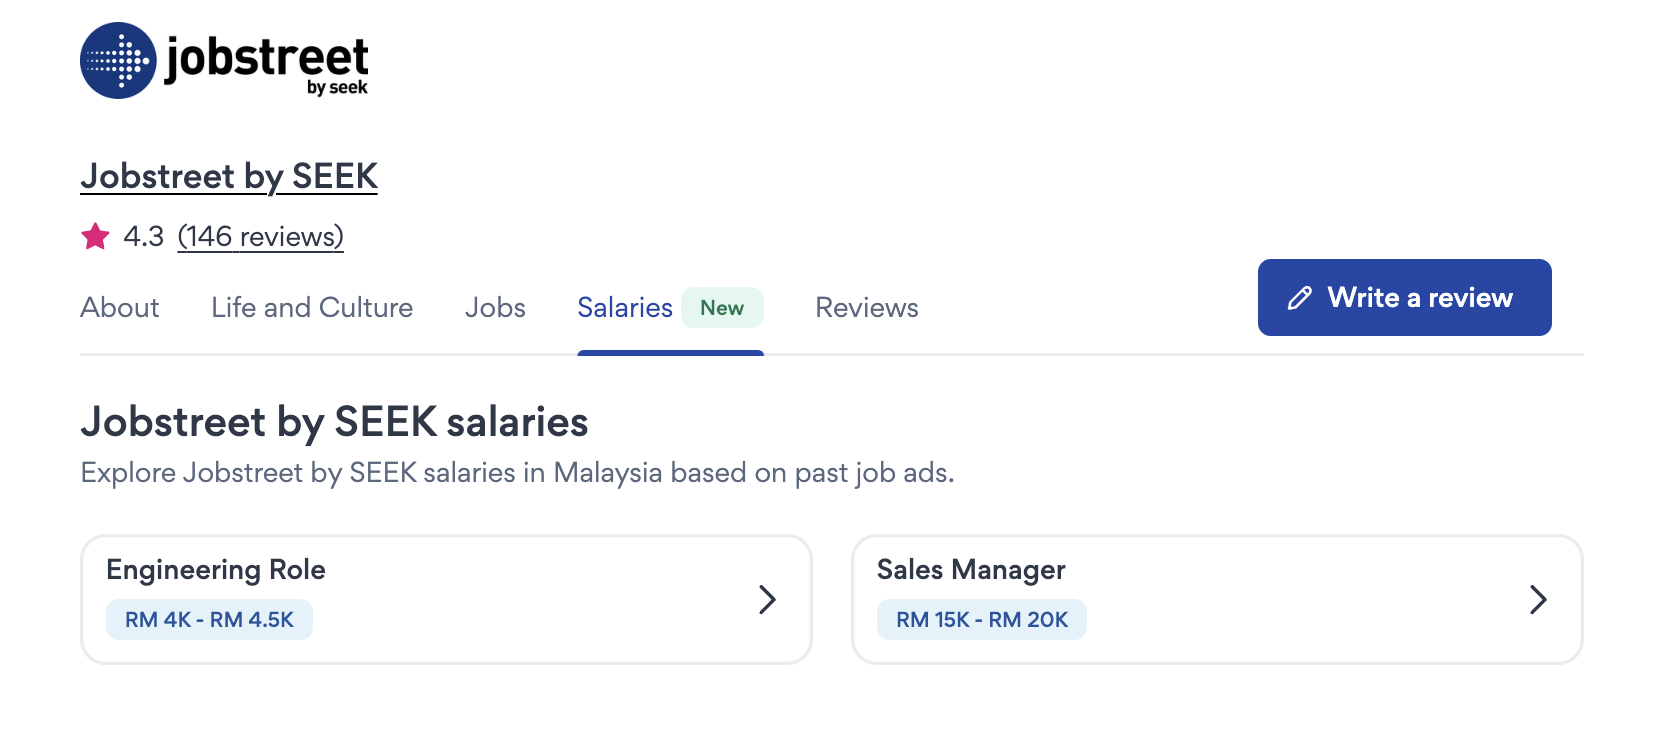 jobstreet
by seek
Jobstreet by SEEK
4.3 (146 reviews)
About Life and Culture Jobs Salaries New Reviews
Write a review
Jobstreet by SEEK salaries
Explore Jobstreet by SEEK salaries in Malaysia based on past job ads.
Engineering Role
RM 4K - RM 4.5K
Sales Manager
RM 15K - RM 20K